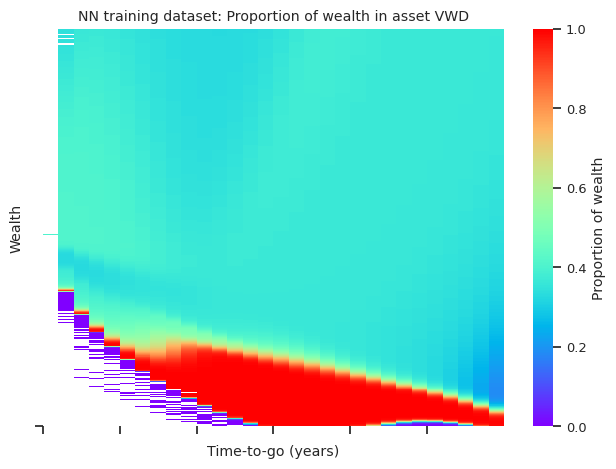 NN training dataset: Proportion of wealth in asset VWD
1.0
0.8
0.6
0.4
0.2
0.0
Proportion of wealth
Wealth
Time-to-go (years)